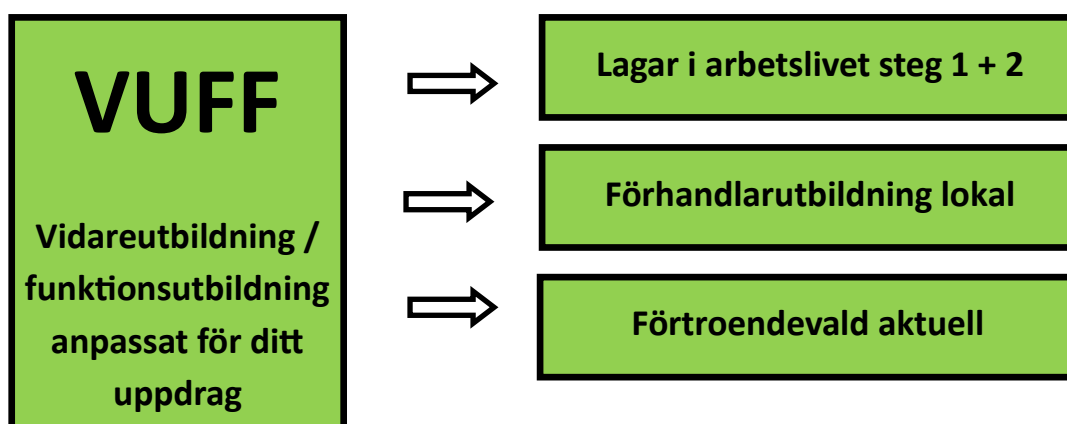 VUFF
Vidareutbildning /
funktionsutbildning
anpassat för ditt
uppdrag
Lagar i arbetslivet steg 1 + 2
Förhandlarutbildning lokal
Förtroendevald aktuell